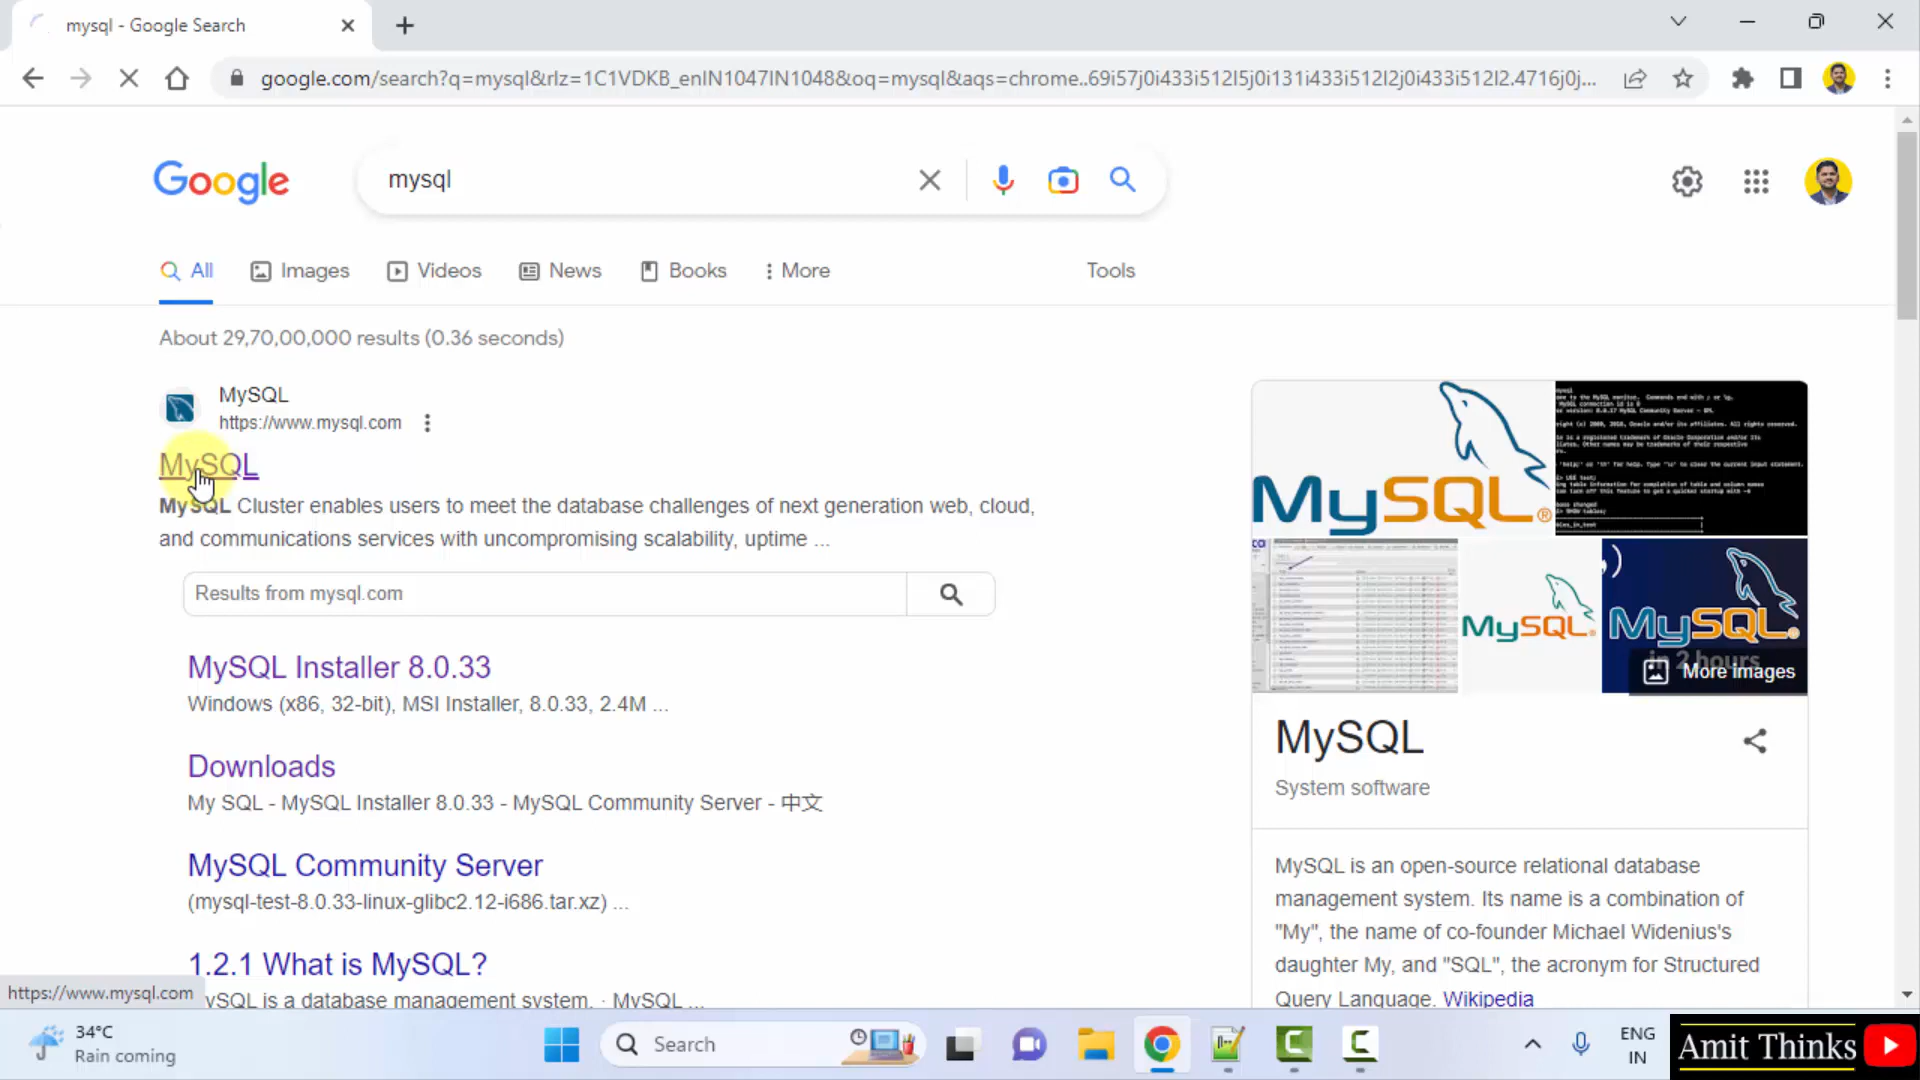 mysql - Google Search
google.com/search?q=mysql&rlz=1C1VDKB_enIN1047IN1048&oq=mysql&aqs=chrome..69i57j0i433i512l5j0i131i433i512l2j0i433i512l2.4716j0j...
Google
mysql
All
Images
Videos
News
Books
More
Tools
About 29,70,00,000 results (0.36 seconds)
MySQL
https://www.mysql.com
MySQL
MySQL Cluster enables users to meet the database challenges of next generation web, cloud,
and communications services with uncompromising scalability, uptime ...
Results from mysql.com
MySQL Installer 8.0.33
Windows (x86, 32-bit), MSI Installer, 8.0.33, 2.4M ...
Downloads
My SQL - MySQL Installer 8.0.33 - MySQL Community Server - 中文
MySQL Community Server
(mysql-test-8.0.33-linux-glibc2.12-i686.tar.xz) ...
1.2.1 What is MySQL?
MySQL is a database management system. · MySQL ...
https://www.mysql.com
MySQL®
MySQL®
MySQL®
in 2 hours
More images
MySQL
System software
MySQL is an open-source relational database
management system. Its name is a combination of
"My", the name of co-founder Michael Widenius's
daughter My, and "SQL", the acronym for Structured
Query Language. Wikipedia
34°C
Rain coming
Search
ENG
IN
Amit Thinks